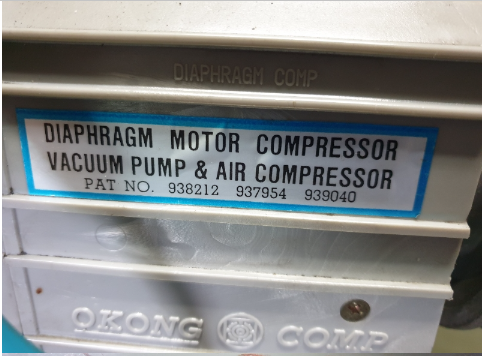 DIAPHRAGM COMP
DIAPHRAGM MOTOR COMPRESSOR
VACUUM PUMP & AIR COMPRESSOR
PAT NO. 938212 937954 939040
OKONG COMP